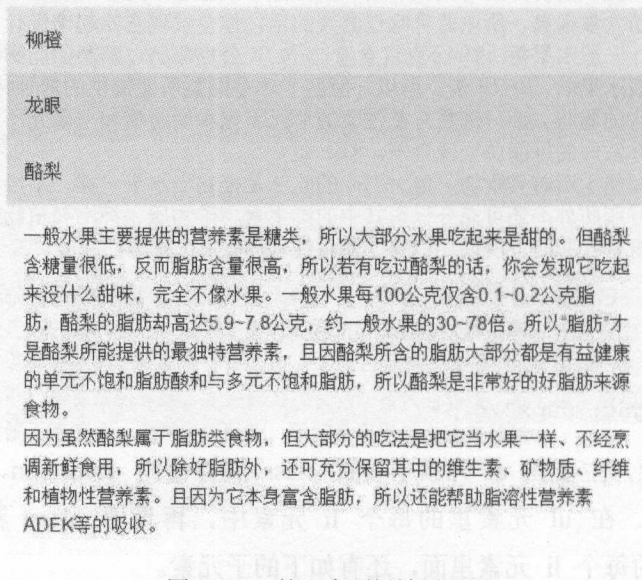 柳橙
龙眼
酪梨
一般水果主要提供的营养素是糖类，所以大部分水果吃起来是甜的。但酪梨
含糖量很低，反而脂肪含量很高，所以若有吃过酪梨的话，你会发现它吃起
来没什么甜味，完全不像水果。一般水果每100公克仅含0.1~0.2公克脂
肪，酪梨的脂肪却高达5.9~7.8公克，约一般水果的30~78倍。所以“脂肪”才
是酪梨所能提供的最独特营养素，且因酪梨所含的脂肪大部分都是有益健康
的单元不饱和脂肪酸和与多元不饱和脂肪，所以酪梨是非常好的好脂肪来源
食物。
因为虽然酪梨属于脂肪类食物，但大部分的吃法是把它当水果一样、不经烹
调新鲜食用，所以除好脂肪外，还可充分保留其中的维生素、矿物质、纤维
和植物性营养素。且因为它本身富含脂肪，所以还能帮助脂溶性营养素
ADEK等的吸收。